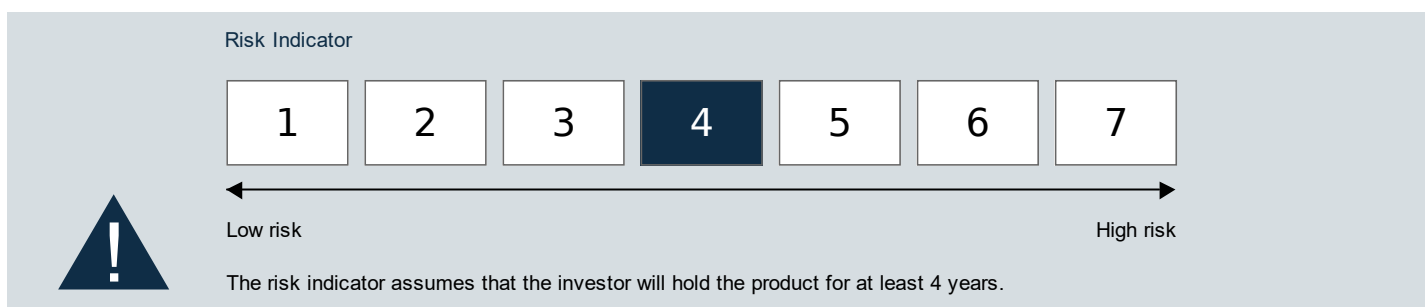 Risk Indicator
1 2 3 4 5 6 7
Low risk High risk
!
The risk indicator assumes that the investor will hold the product for at least 4 years.